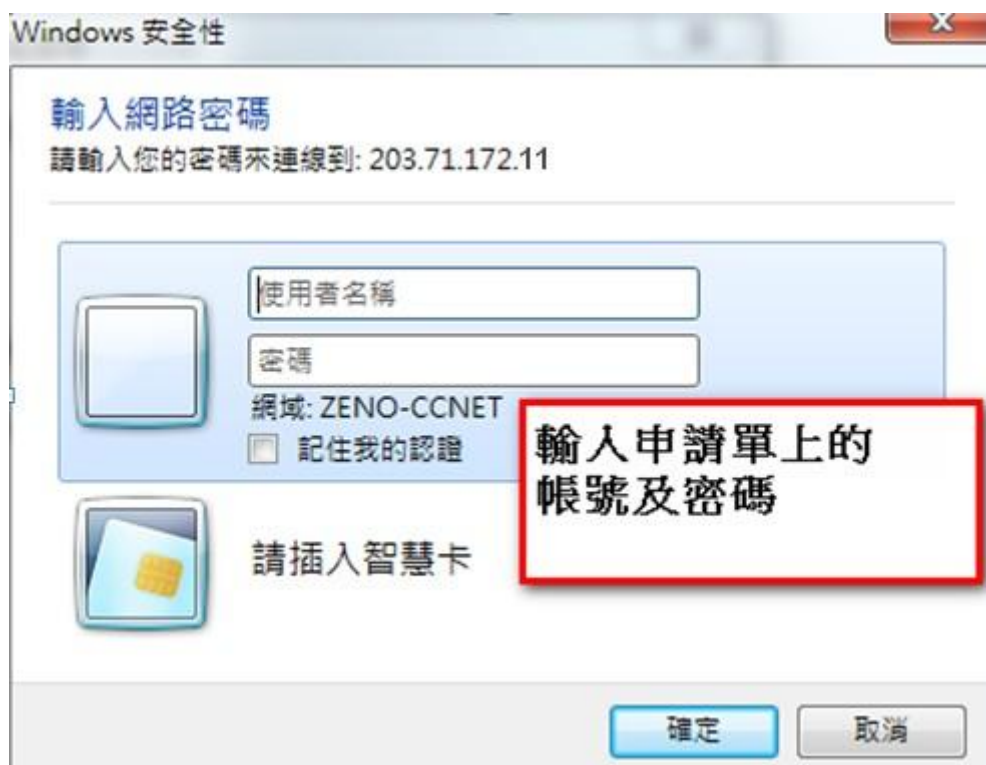 Windows 安全性
輸入網路密碼
請輸入您的密碼來連線到: 203.71.172.11
使用者名稱
密碼
網域: ZENO-CCNET
記住我的認證
輸入申請單上的
帳號及密碼
請插入智慧卡
確定
取消